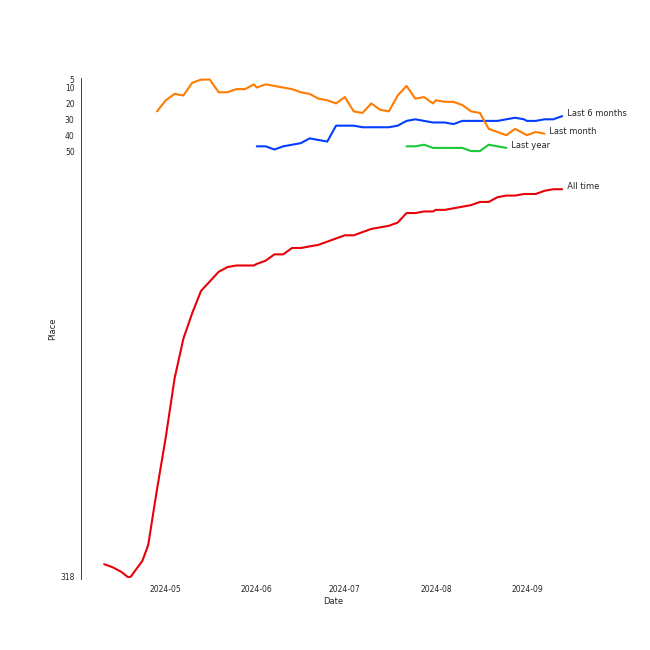 5
10
20
30
40
50
318
Place
Last 6 months
Last month
Last year
All time
2024-05 2024-06 2024-07 2024-08 2024-09
Date